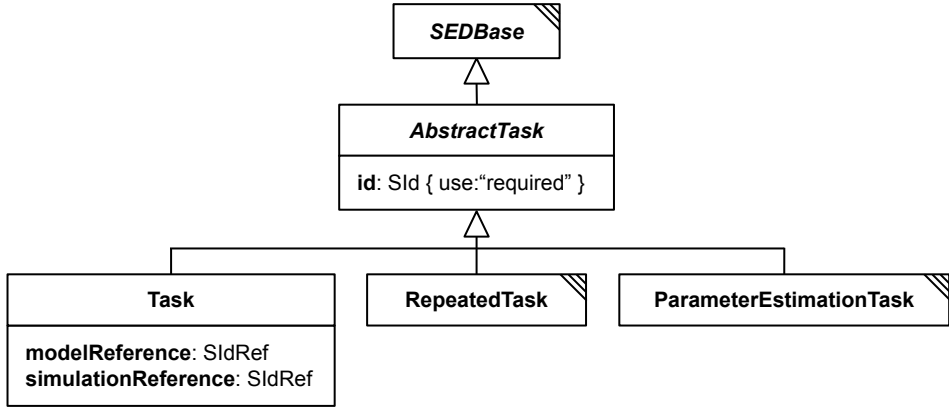 SEDBase
AbstractTask
id: SId { use:“required” }
Task
RepeatedTask
ParameterEstimationTask
modelReference: SIdRef
simulationReference: SIdRef